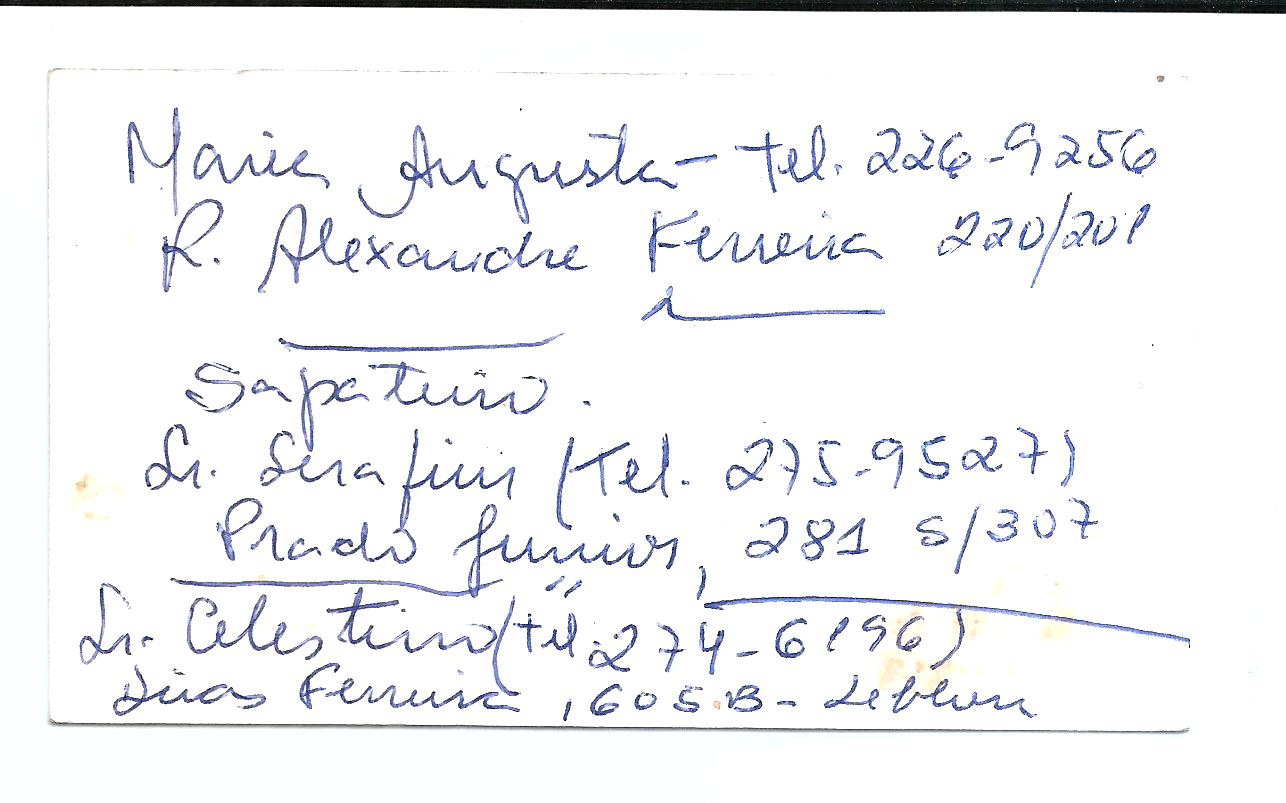 Maria Augusta - tel. 226-9256
R. Alexandre Ferreira 220/201
Sapateiro.
Sr. Serafim (Tel. 275-9527)
Prado Junior, 281 S/307
Sr. Celestino (tel. 274-6196)
Dias Ferreira, 605.B - Leblon